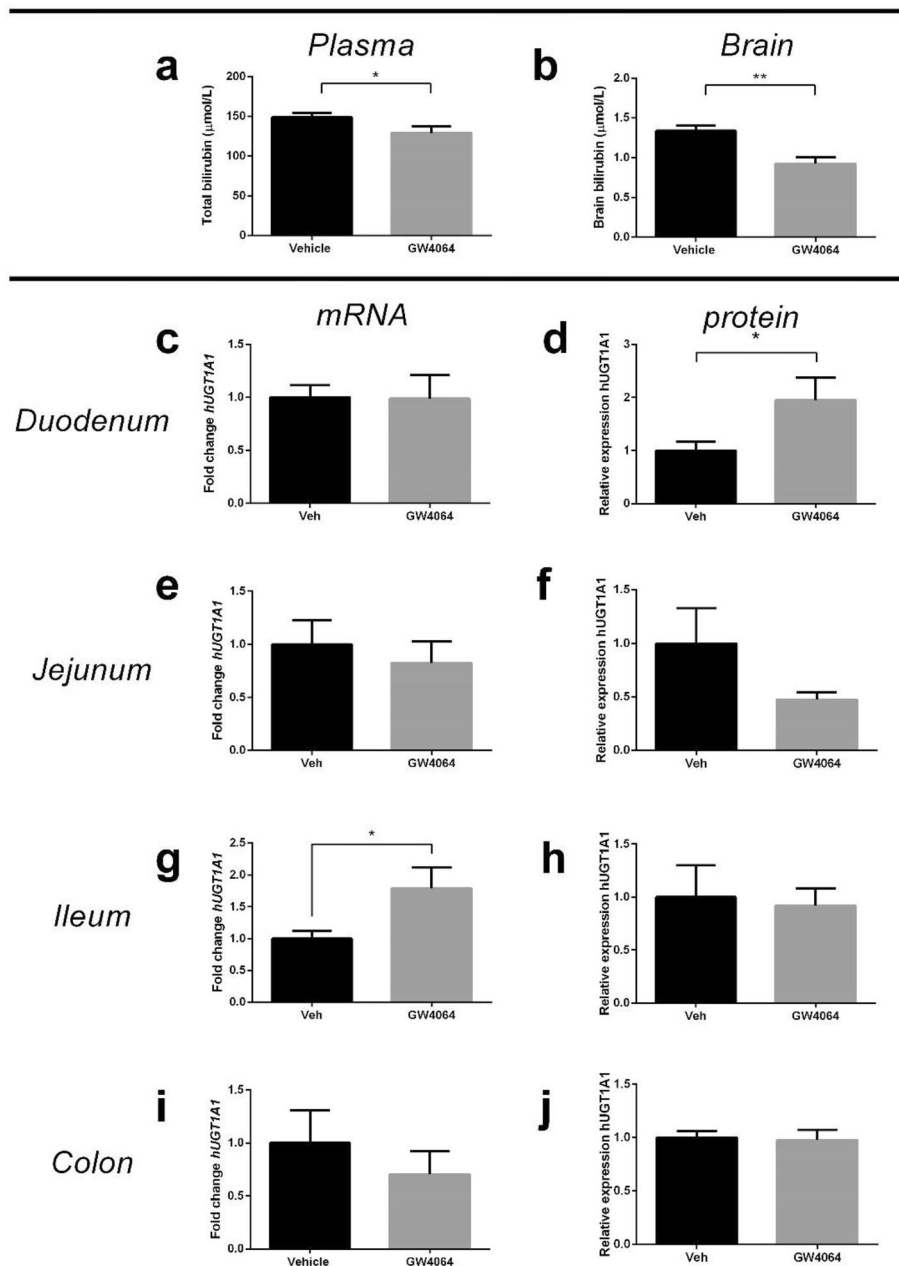 Plasma
Brain
a
b
*
**
Total bilirubin (μmol/L)
200
150
100
50
0
Vehicle
GW4064
Brain bilirubin (μmol/L)
2.0
1.5
1.0
0.5
0.0
Vehicle
GW4064
mRNA
protein
Duodenum
c
Fold change hUGT1A1
1.5
1.0
0.5
0.0
Veh
GW4064
d
*
Relative expression hUGT1A1
3
2
1
0
Veh
GW4064
Jejunum
e
Fold change hUGT1A1
1.5
1.0
0.5
0.0
Veh
GW4064
f
Relative expression hUGT1A1
1.5
1.0
0.5
0.0
Veh
GW4064
Ileum
g
*
Fold change hUGT1A1
2.5
2.0
1.5
1.0
0.5
0.0
Veh
GW4064
h
Relative expression hUGT1A1
1.5
1.0
0.5
0.0
Veh
GW4064
Colon
i
Fold change hUGT1A1
1.5
1.0
0.5
0.0
Vehicle
GW4064
j
Relative expression hUGT1A1
1.5
1.0
0.5
0.0
Veh
GW4064